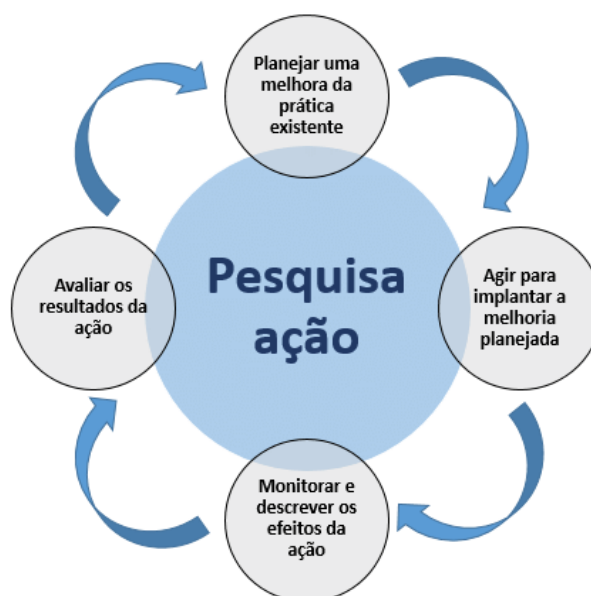 Planejar uma
melhora da
prática
existente
Agir para
implantar a
melhoria
planejada
Monitorar e
descrever os
efeitos da
ação
Avaliar os
resultados da
ação
Pesquisa
ação